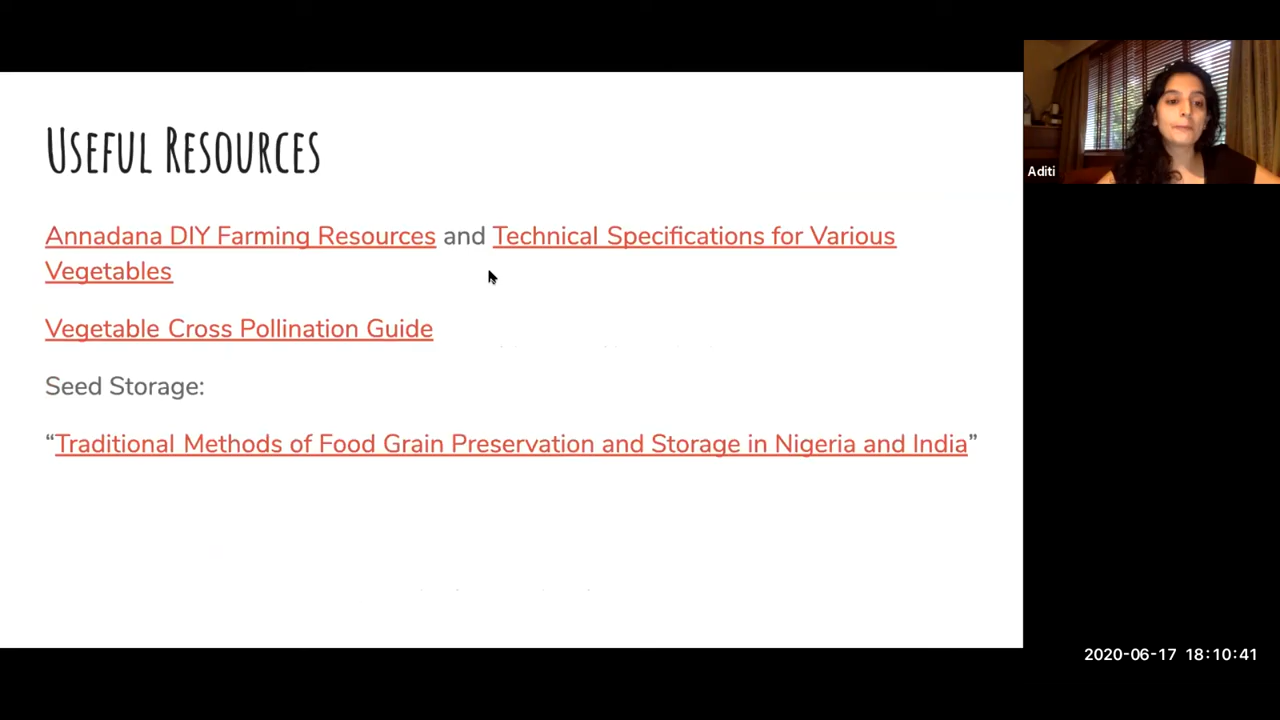 USEFUL RESOURCES
Annadana DIY Farming Resources and Technical Specifications for Various
Vegetables
Vegetable Cross Pollination Guide
Seed Storage:
“Traditional Methods of Food Grain Preservation and Storage in Nigeria and India”
Aditi
2020-06-17 18:10:41